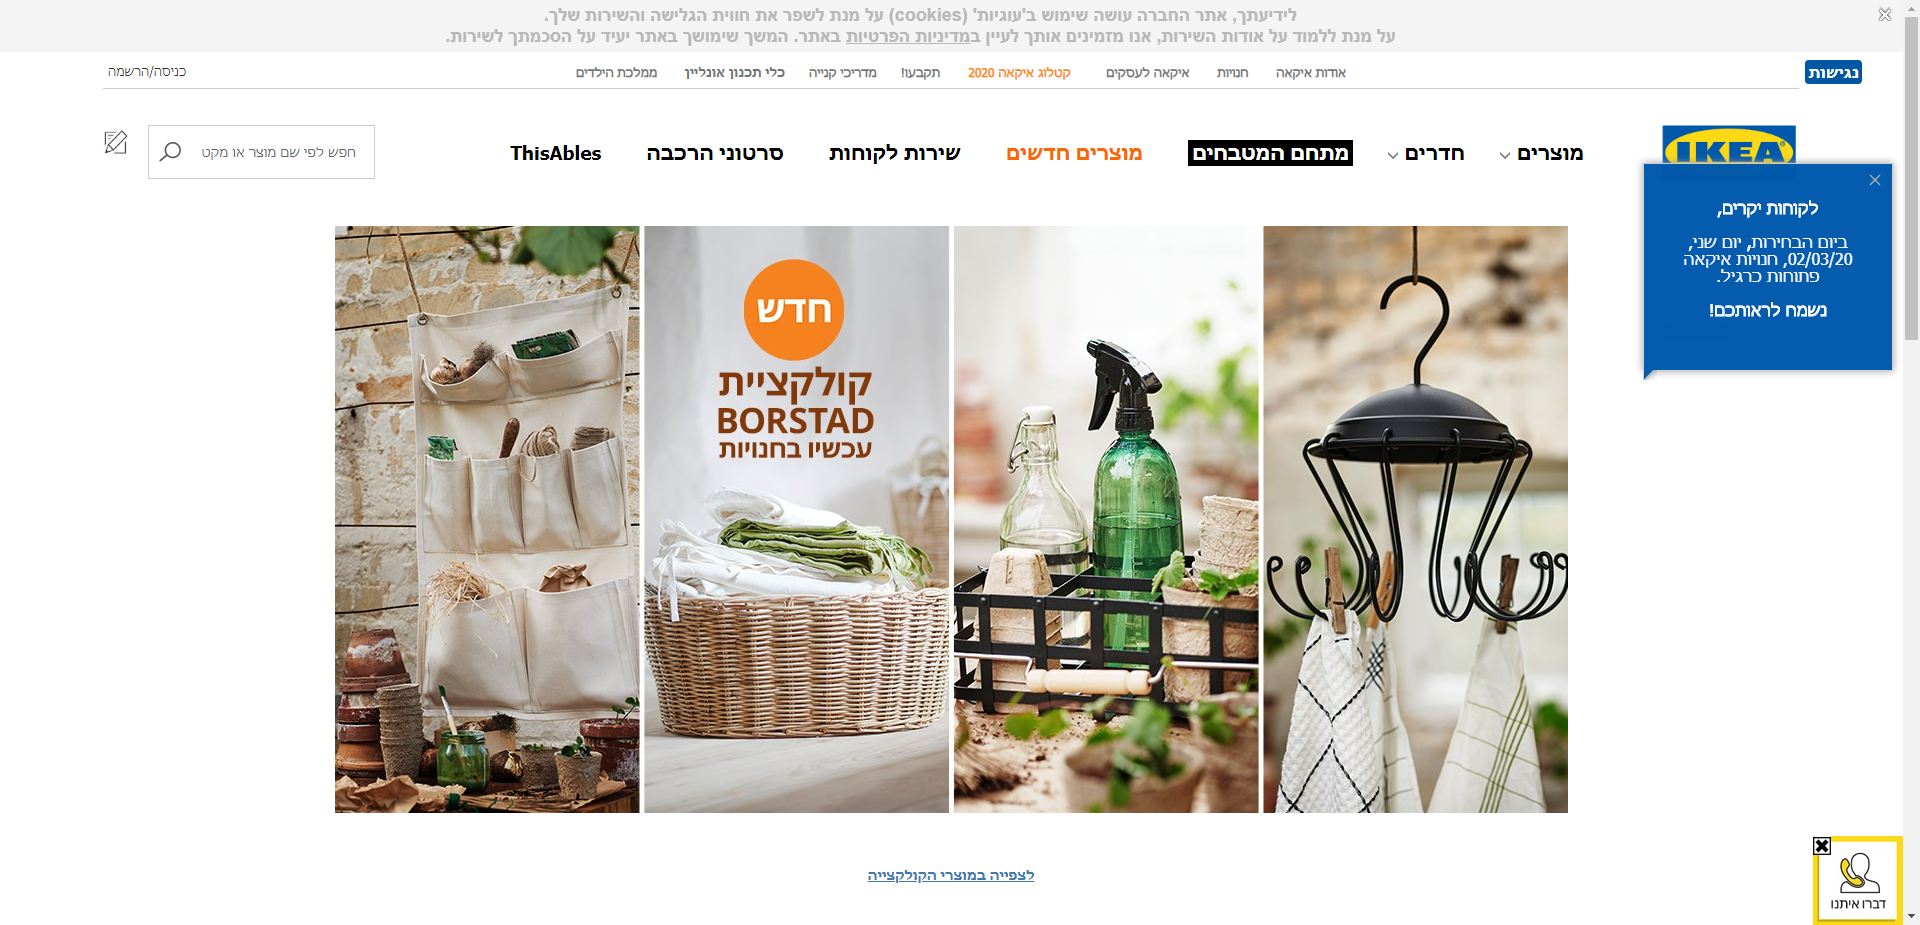 לידיעתך, אתר החברה עושה שימוש ב'עוגיות' (cookies) על מנת לשפר את חווית הגלישה והשירות שלך.
על מנת ללמוד על אודות השירות, אנו מזמינים אותך לעיין במדיניות הפרטיות באתר. המשך שימושך באתר יעיד על הסכמתך לשירות.
נגישות
אודות איקאה
חנויות
איקאה לעסקים
קטלוג איקאה 2020
תקבעו!
מדריכי קנייה
כלי תכנון אונליין
ממלכת הילדים
כניסה/הרשמה
IKEA
מוצרים
חדרים
מתחם המטבחים
מוצרים חדשים
שירות לקוחות
סרטוני הרכבה
ThisAbles
חפש לפי שם מוצר או מקט
לקוחות יקרים,
ביום הבחירות, יום שני,
02/03/20, חנויות איקאה
פתוחות כרגיל.
נשמח לראותכם!
חדש
קולקציית
BORSTAD
עכשיו בחנויות
לצפייה במוצרי הקולקצייה
דברו איתנו